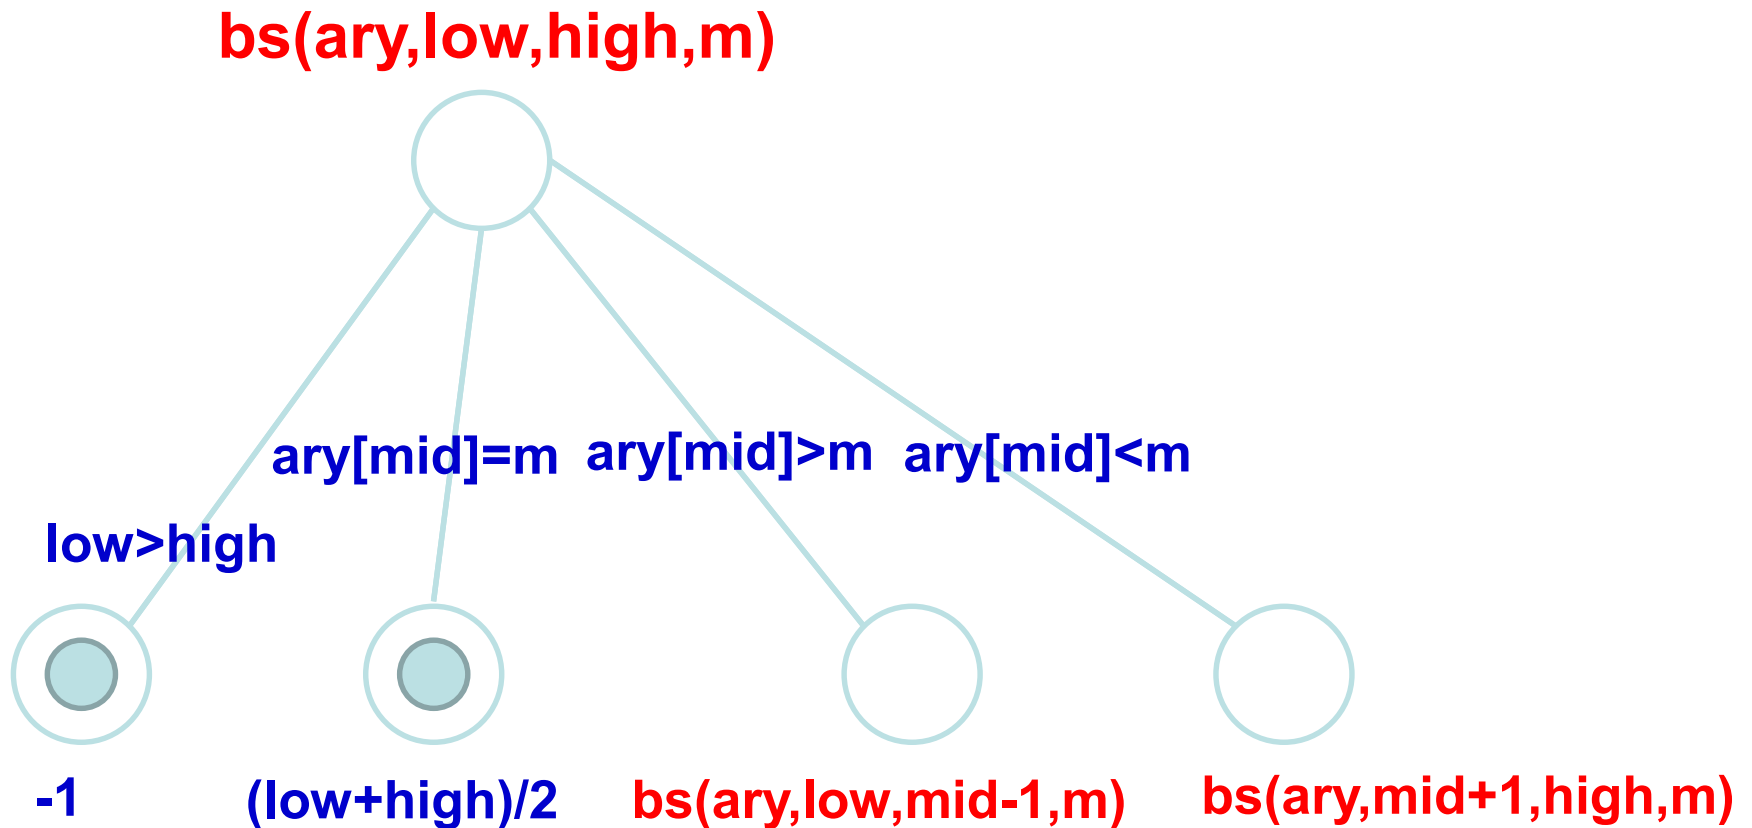 bs(ary,low,high,m)
ary[mid]=m
ary[mid]>m
ary[mid]<m
low>high
-1
(low+high)/2
bs(ary,low,mid-1,m)
bs(ary,mid+1,high,m)